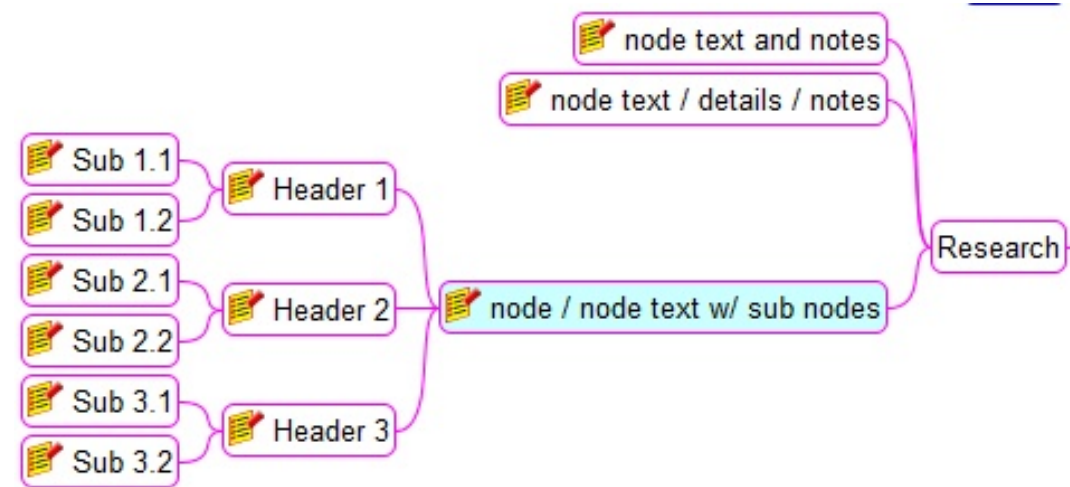 node text and notes
node text / details / notes
Sub 1.1
Header 1
Sub 1.2
Research
Sub 2.1
Header 2
node / node text w/ sub nodes
Sub 2.2
Sub 3.1
Header 3
Sub 3.2